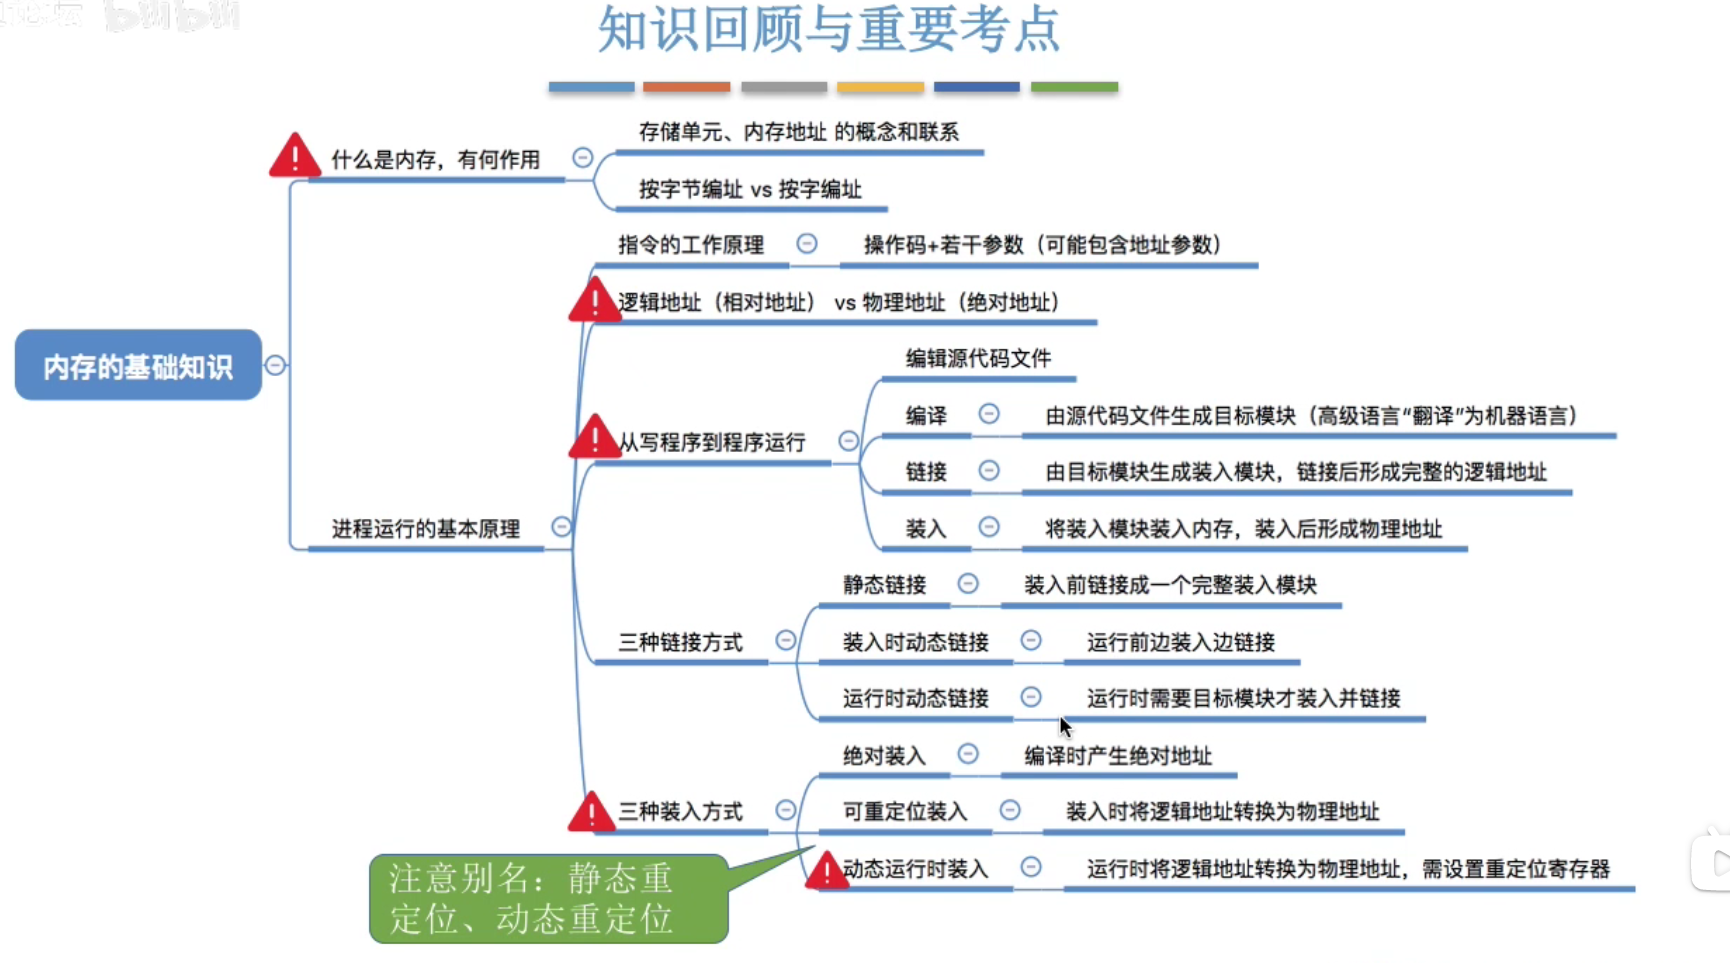 知识回顾与重要考点
存储单元、内存地址 的概念和联系
什么是内存，有何作用
按字节编址 vs 按字编址
指令的工作原理
操作码+若干参数（可能包含地址参数）
逻辑地址（相对地址） vs 物理地址（绝对地址）
编辑源代码文件
内存的基础知识
编译
由源代码文件生成目标模块（高级语言“翻译”为机器语言）
从写程序到程序运行
链接
由目标模块生成装入模块，链接后形成完整的逻辑地址
进程运行的基本原理
装入
将装入模块装入内存，装入后形成物理地址
静态链接
装入前链接成一个完整装入模块
三种链接方式
装入时动态链接
运行前边装入边链接
运行时动态链接
运行时需要目标模块才装入并链接
绝对装入
编译时产生绝对地址
三种装入方式
可重定位装入
装入时将逻辑地址转换为物理地址
动态运行时装入
运行时将逻辑地址转换为物理地址，需设置重定位寄存器
注意别名：静态重
定位、动态重定位